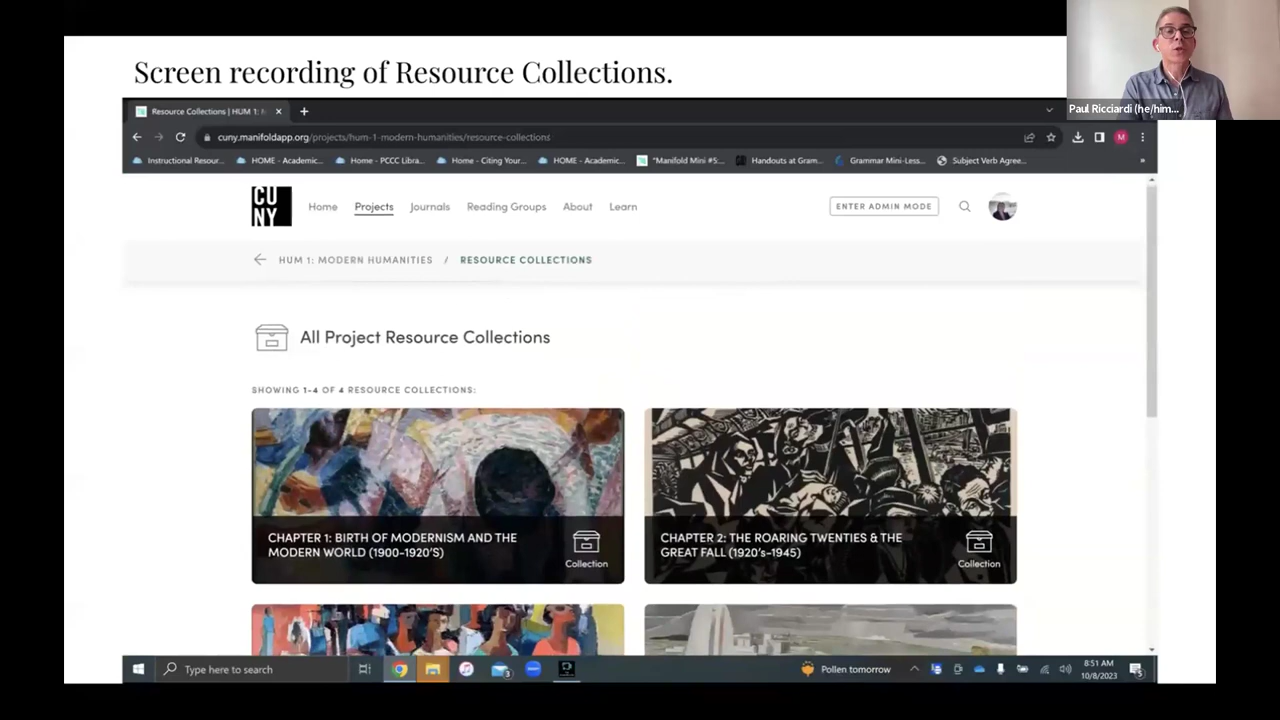 Screen recording of Resource Collections.
Paul Ricciardi (he/him...
Resource Collections | HUM 1: M
cuny.manifoldapp.org/projects/hum-1-modern-humanities/resource-collections
M
Instructional Resour...
HOME - Academic...
Home - PCCC Libra...
Home - Citing Your...
HOME - Academic...
"Manifold Mini #5:...
Handouts at Gram...
Grammar Mini-Less...
Subject Verb Agree...
»
CU
NY
Home
Projects
Journals
Reading Groups
About
Learn
ENTER ADMIN MODE
HUM 1: MODERN HUMANITIES / RESOURCE COLLECTIONS
All Project Resource Collections
SHOWING 1-4 OF 4 RESOURCE COLLECTIONS:
CHAPTER 1: BIRTH OF MODERNISM AND THE
MODERN WORLD (1900-1920'S)
Collection
CHAPTER 2: THE ROARING TWENTIES & THE
GREAT FALL (1920's-1945)
Collection
Type here to search
3
Pollen tomorrow
8:51 AM
10/8/2023
5